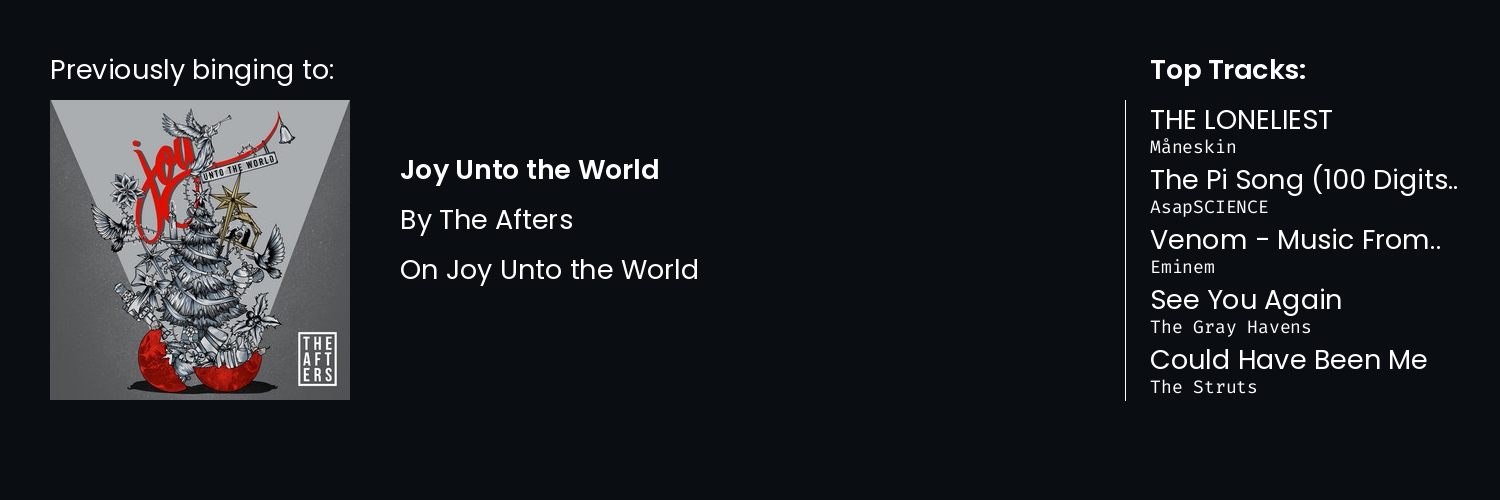 Previously binging to:
joy
UNTO THE WORLD
THE
AFT
ERS
Joy Unto the World
By The Afters
On Joy Unto the World
Top Tracks:
THE LONELIEST
Måneskin
The Pi Song (100 Digits..
AsapSCIENCE
Venom - Music From..
Eminem
See You Again
The Gray Havens
Could Have Been Me
The Struts